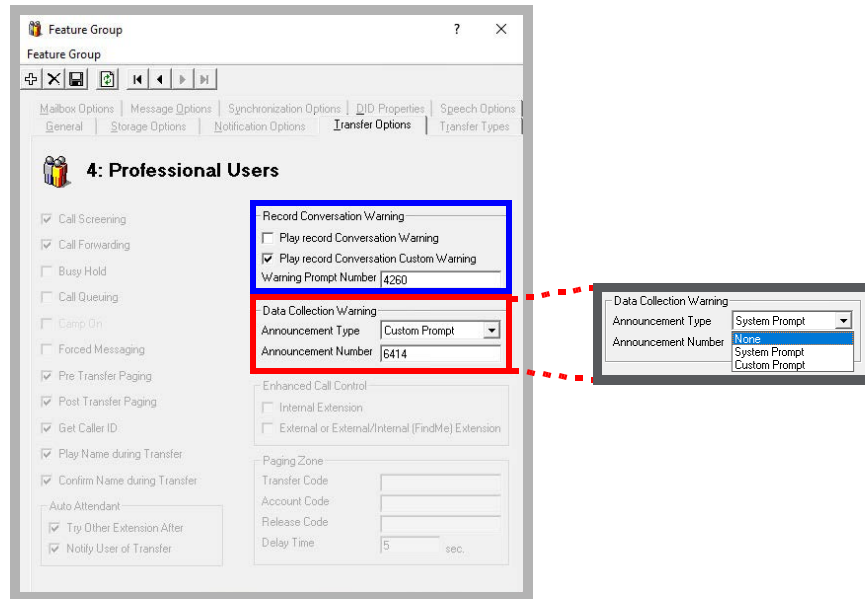 Feature Group ? ×
Feature Group
Mailbox Options Message Options Synchronization Options DID Properties Speech Options
General Storage Options Notification Options Transfer Options Transfer Types
4: Professional Users
Call Screening
Call Forwarding
Busy Hold
Call Queuing
Camp On
Forced Messaging
Pre Transfer Paging
Post Transfer Paging
Get Caller ID
Play Name during Transfer
Confirm Name during Transfer
Auto Attendant
Try Other Extension After
Notify User of Transfer
Record Conversation Warning
Play record Conversation Warning
Play record Conversation Custom Warning
Warning Prompt Number 4260
Data Collection Warning
Announcement Type Custom Prompt
Announcement Number 6414
Enhanced Call Control
Internal Extension
External or External/Internal (FindMe) Extension
Paging Zone
Transfer Code
Account Code
Release Code
Delay Time 5 sec.
Data Collection Warning
Announcement Type System Prompt
Announcement Number None
System Prompt
Custom Prompt